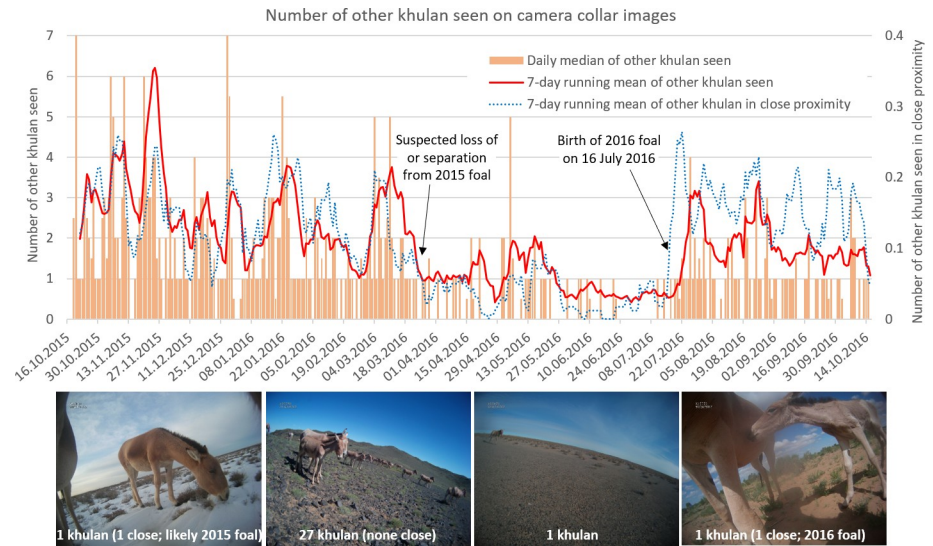 Number of other khulan seen on camera collar images
7
6
5
4
3
2
1
0
Number of other khulan seen
0.4
0.3
0.2
0.1
0
Number of other khulan seen in close proximity
Daily median of other khulan seen
7-day running mean of other khulan seen
7-day running mean of other khulan in close proximity
Suspected loss of
or separation
from 2015 foal
Birth of 2016 foal
on 16 July 2016
16.10.2015
30.10.2015
13.11.2015
27.11.2015
11.12.2015
25.12.2015
08.01.2016
22.01.2016
05.02.2016
19.02.2016
04.03.2016
18.03.2016
01.04.2016
15.04.2016
29.04.2016
13.05.2016
27.05.2016
10.06.2016
24.06.2016
08.07.2016
22.07.2016
05.08.2016
19.08.2016
02.09.2016
16.09.2016
30.09.2016
14.10.2016
1 khulan (1 close; likely 2015 foal)
27 khulan (none close)
1 khulan
1 khulan (1 close; 2016 foal)